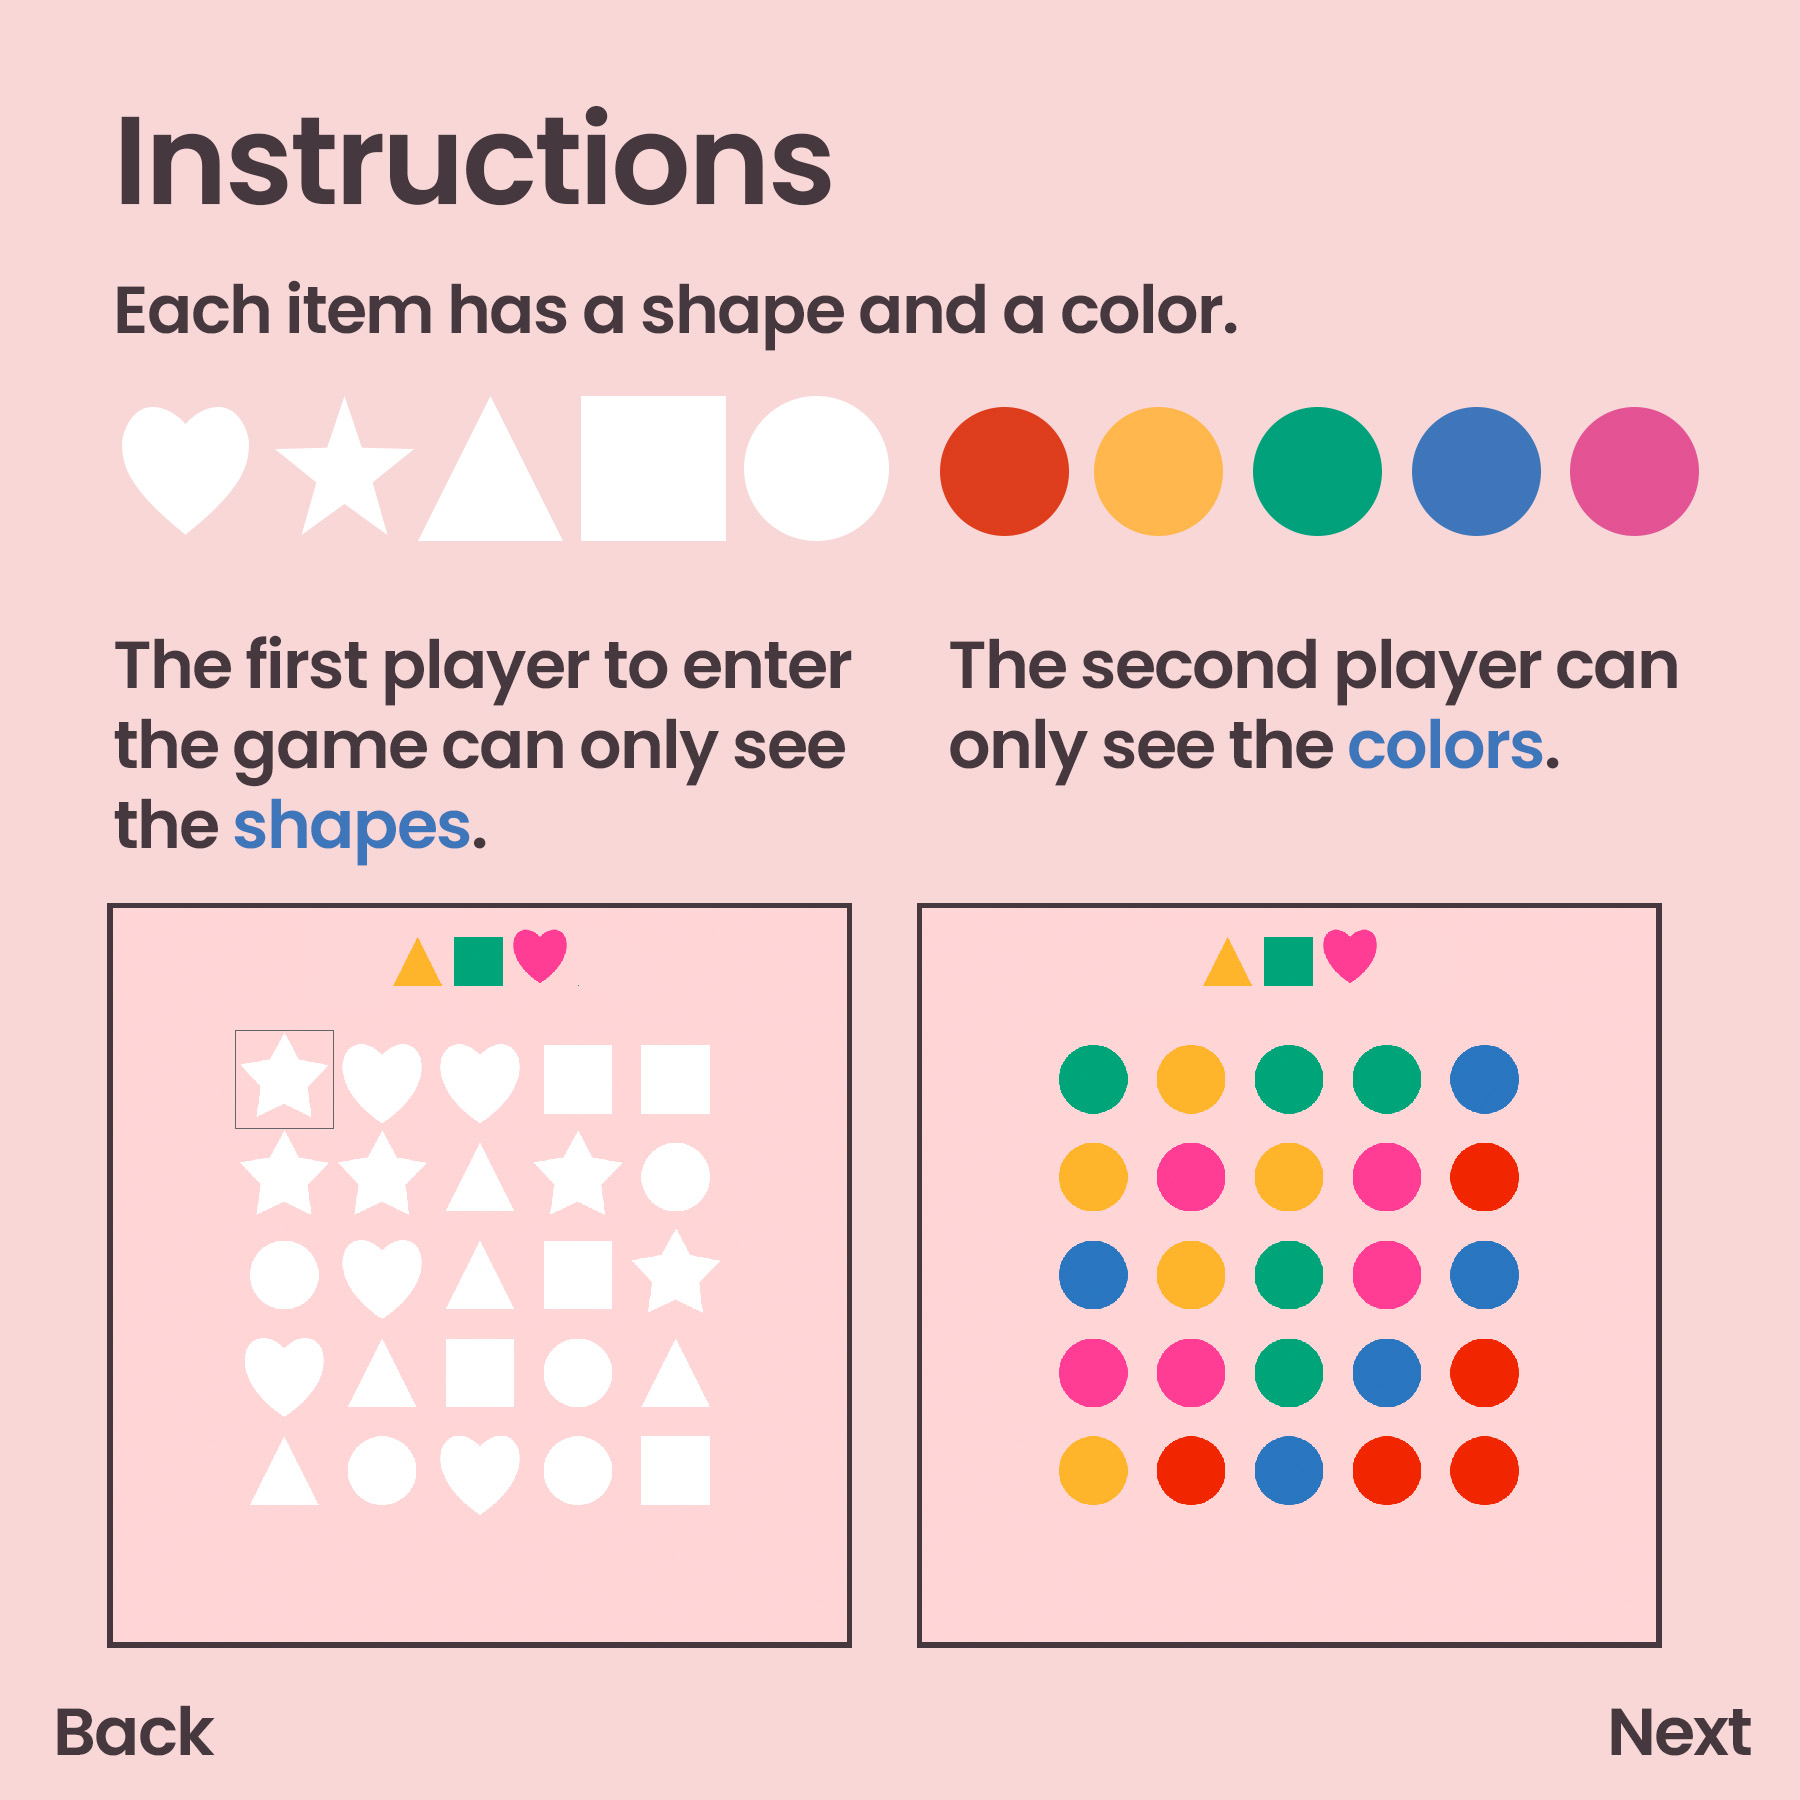 Instructions
Each item has a shape and a color.
The first player to enter
the game can only see
the shapes.
The second player can
only see the colors.
Back
Next